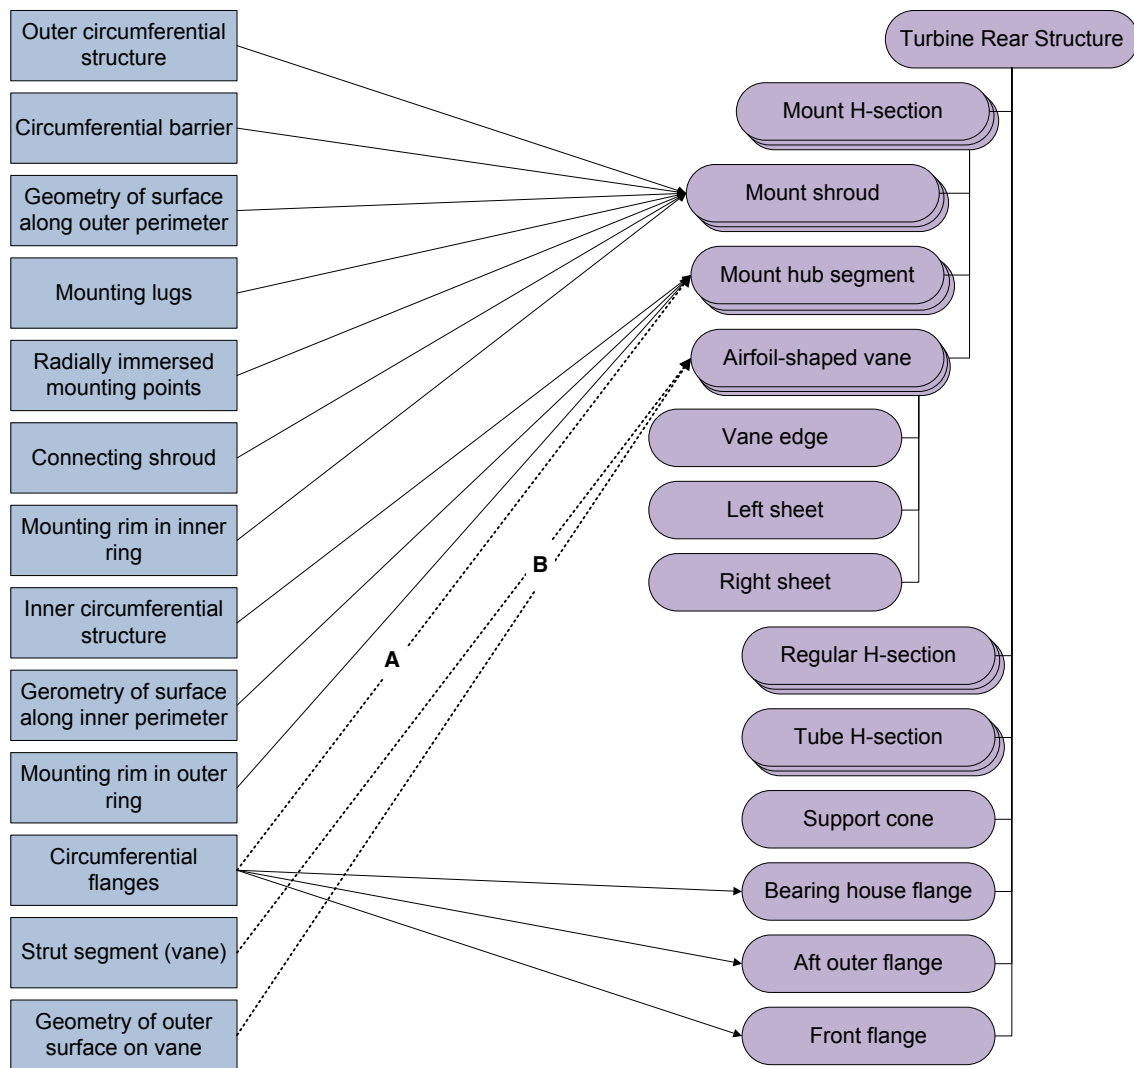 Outer circumferential
structure
Circumferential barrier
Geometry of surface
along outer perimeter
Mounting lugs
Radially immersed
mounting points
Connecting shroud
Mounting rim in inner
ring
Inner circumferential
structure
Gerometry of surface
along inner perimeter
Mounting rim in outer
ring
Circumferential
flanges
Strut segment (vane)
Geometry of outer
surface on vane
A
B
Turbine Rear Structure
Mount H-section
Mount shroud
Mount hub segment
Airfoil-shaped vane
Vane edge
Left sheet
Right sheet
Regular H-section
Tube H-section
Support cone
Bearing house flange
Aft outer flange
Front flange